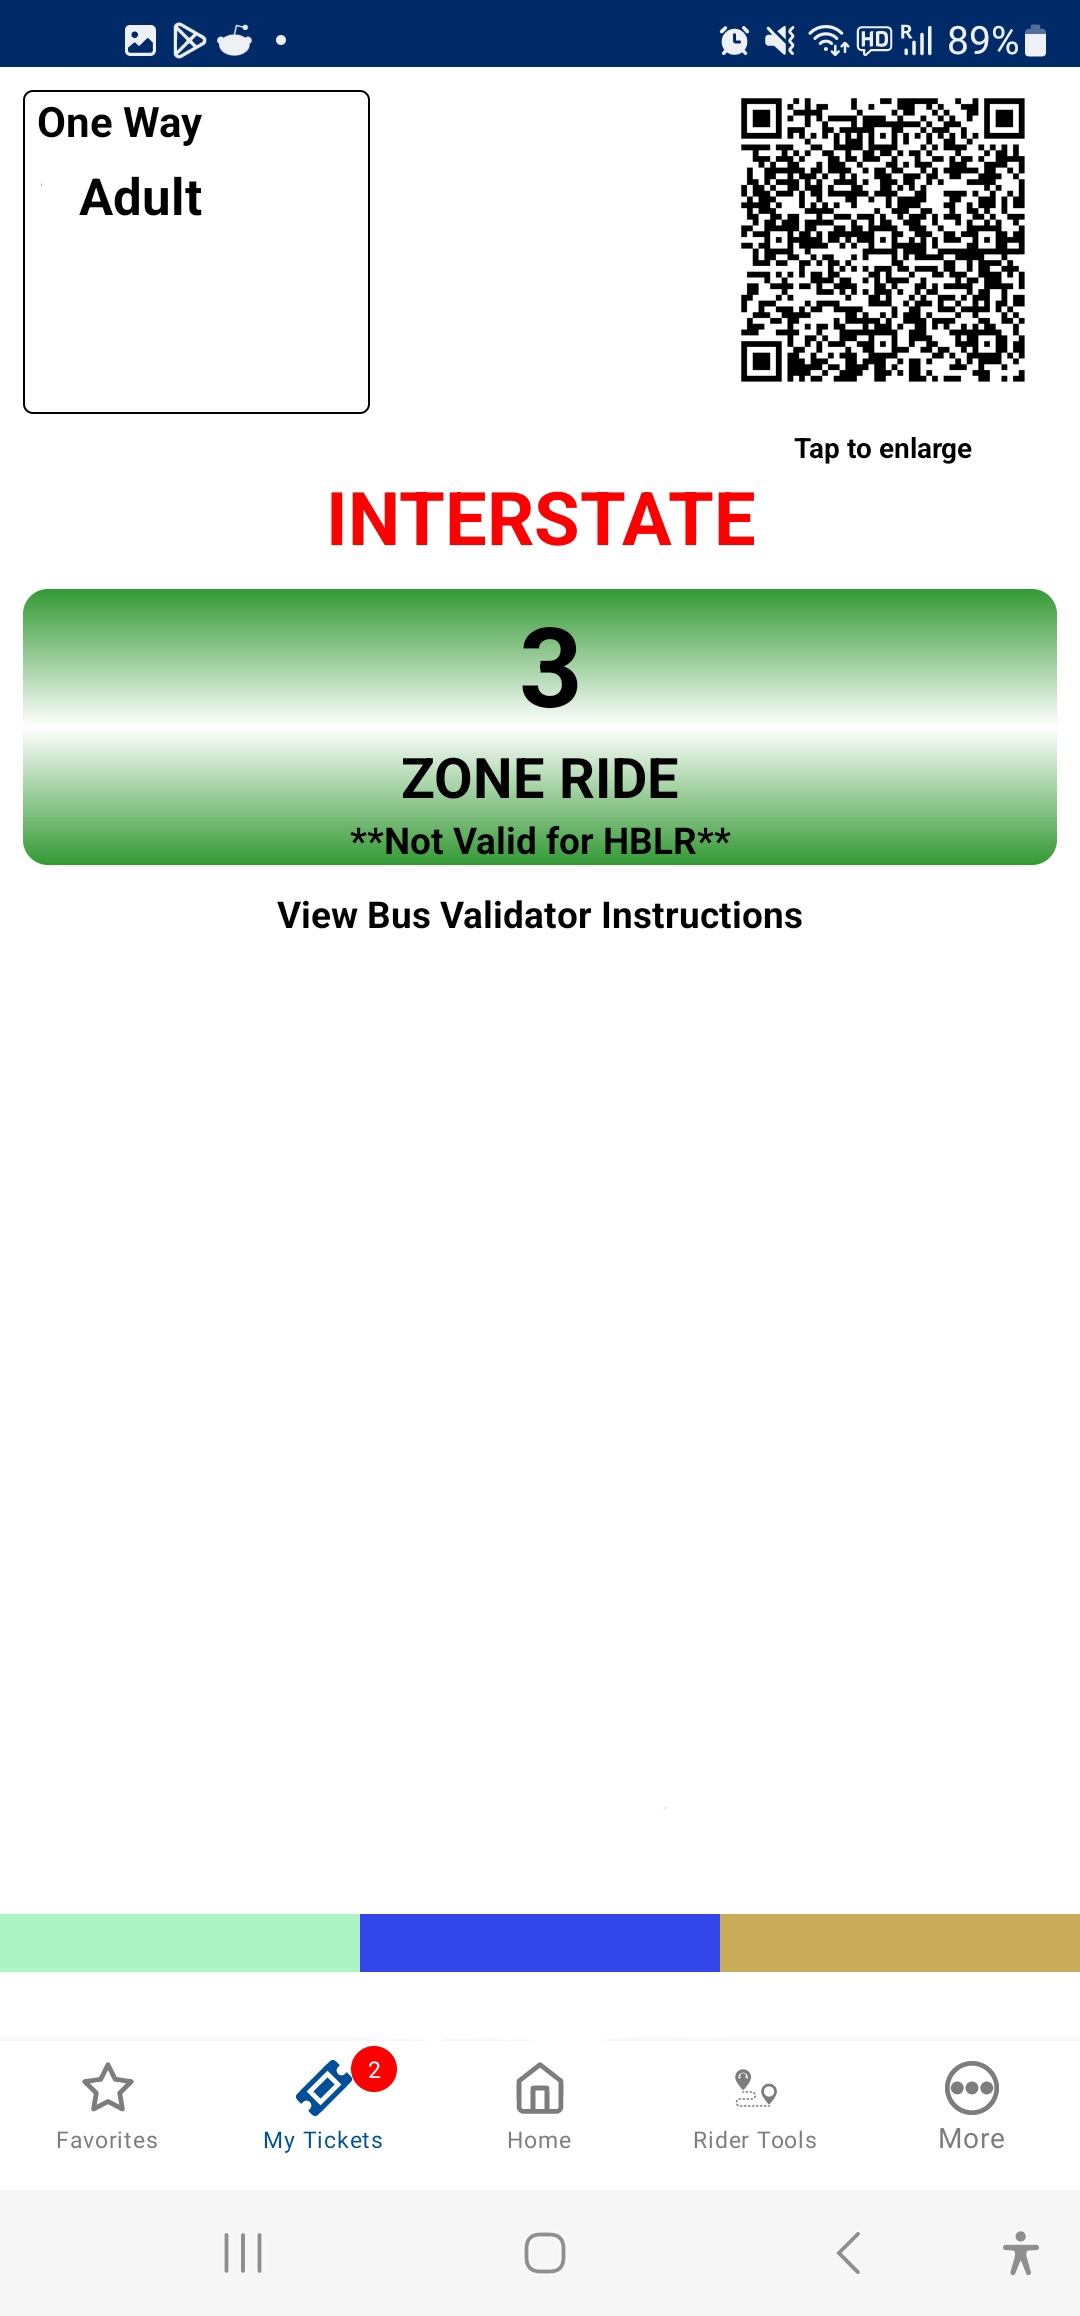 89%
One Way
Adult
Tap to enlarge
INTERSTATE
3
ZONE RIDE
**Not Valid for HBLR**
View Bus Validator Instructions
2
Favorites
My Tickets
Home
Rider Tools
More